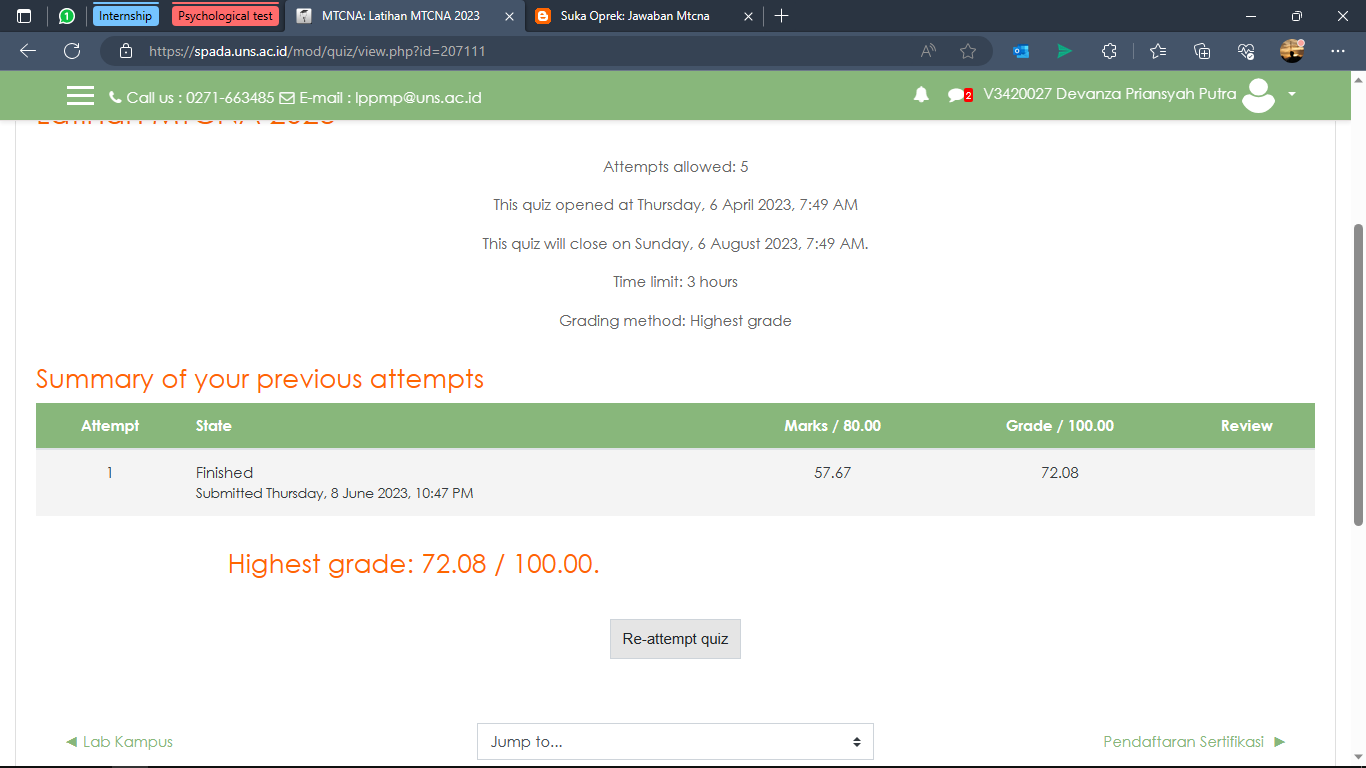 Internship
Psychological test
MTCNA: Latihan MTCNA 2023
Suka Oprek: Jawaban Mtcna
https://spada.uns.ac.id/mod/quiz/view.php?id=207111
Call us : 0271-663485 E-mail : lppmp@uns.ac.id
2
V3420027 Devanza Priansyah Putra
Latihan MTCNA 2023
Attempts allowed: 5
This quiz opened at Thursday, 6 April 2023, 7:49 AM
This quiz will close on Sunday, 6 August 2023, 7:49 AM.
Time limit: 3 hours
Grading method: Highest grade
Summary of your previous attempts
Attempt State Marks / 80.00 Grade / 100.00 Review
1 Finished 57.67 72.08
Submitted Thursday, 8 June 2023, 10:47 PM
Highest grade: 72.08 / 100.00.
Re-attempt quiz
◄ Lab Kampus
Jump to...
Pendaftaran Sertifikasi ►